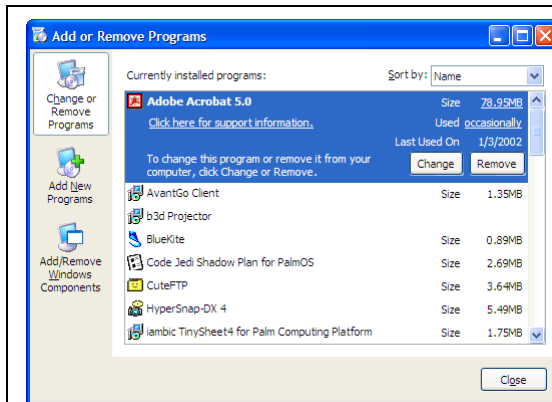 Add or Remove Programs
Change or
Remove
Programs
Add New
Programs
Add/Remove
Windows
Components
Currently installed programs:
Sort by: Name
Adobe Acrobat 5.0 Size 78.95MB
Click here for support information. Used occasionally
Last Used On 1/3/2002
To change this program or remove it from your
computer, click Change or Remove.
Change Remove
AvantGo Client Size 1.35MB
b3d Projector
BlueKite Size 0.89MB
Code Jedi Shadow Plan for PalmOS Size 2.69MB
CuteFTP Size 3.64MB
HyperSnap-DX 4 Size 5.49MB
iambic TinySheet4 for Palm Computing Platform Size 1.75MB
Close